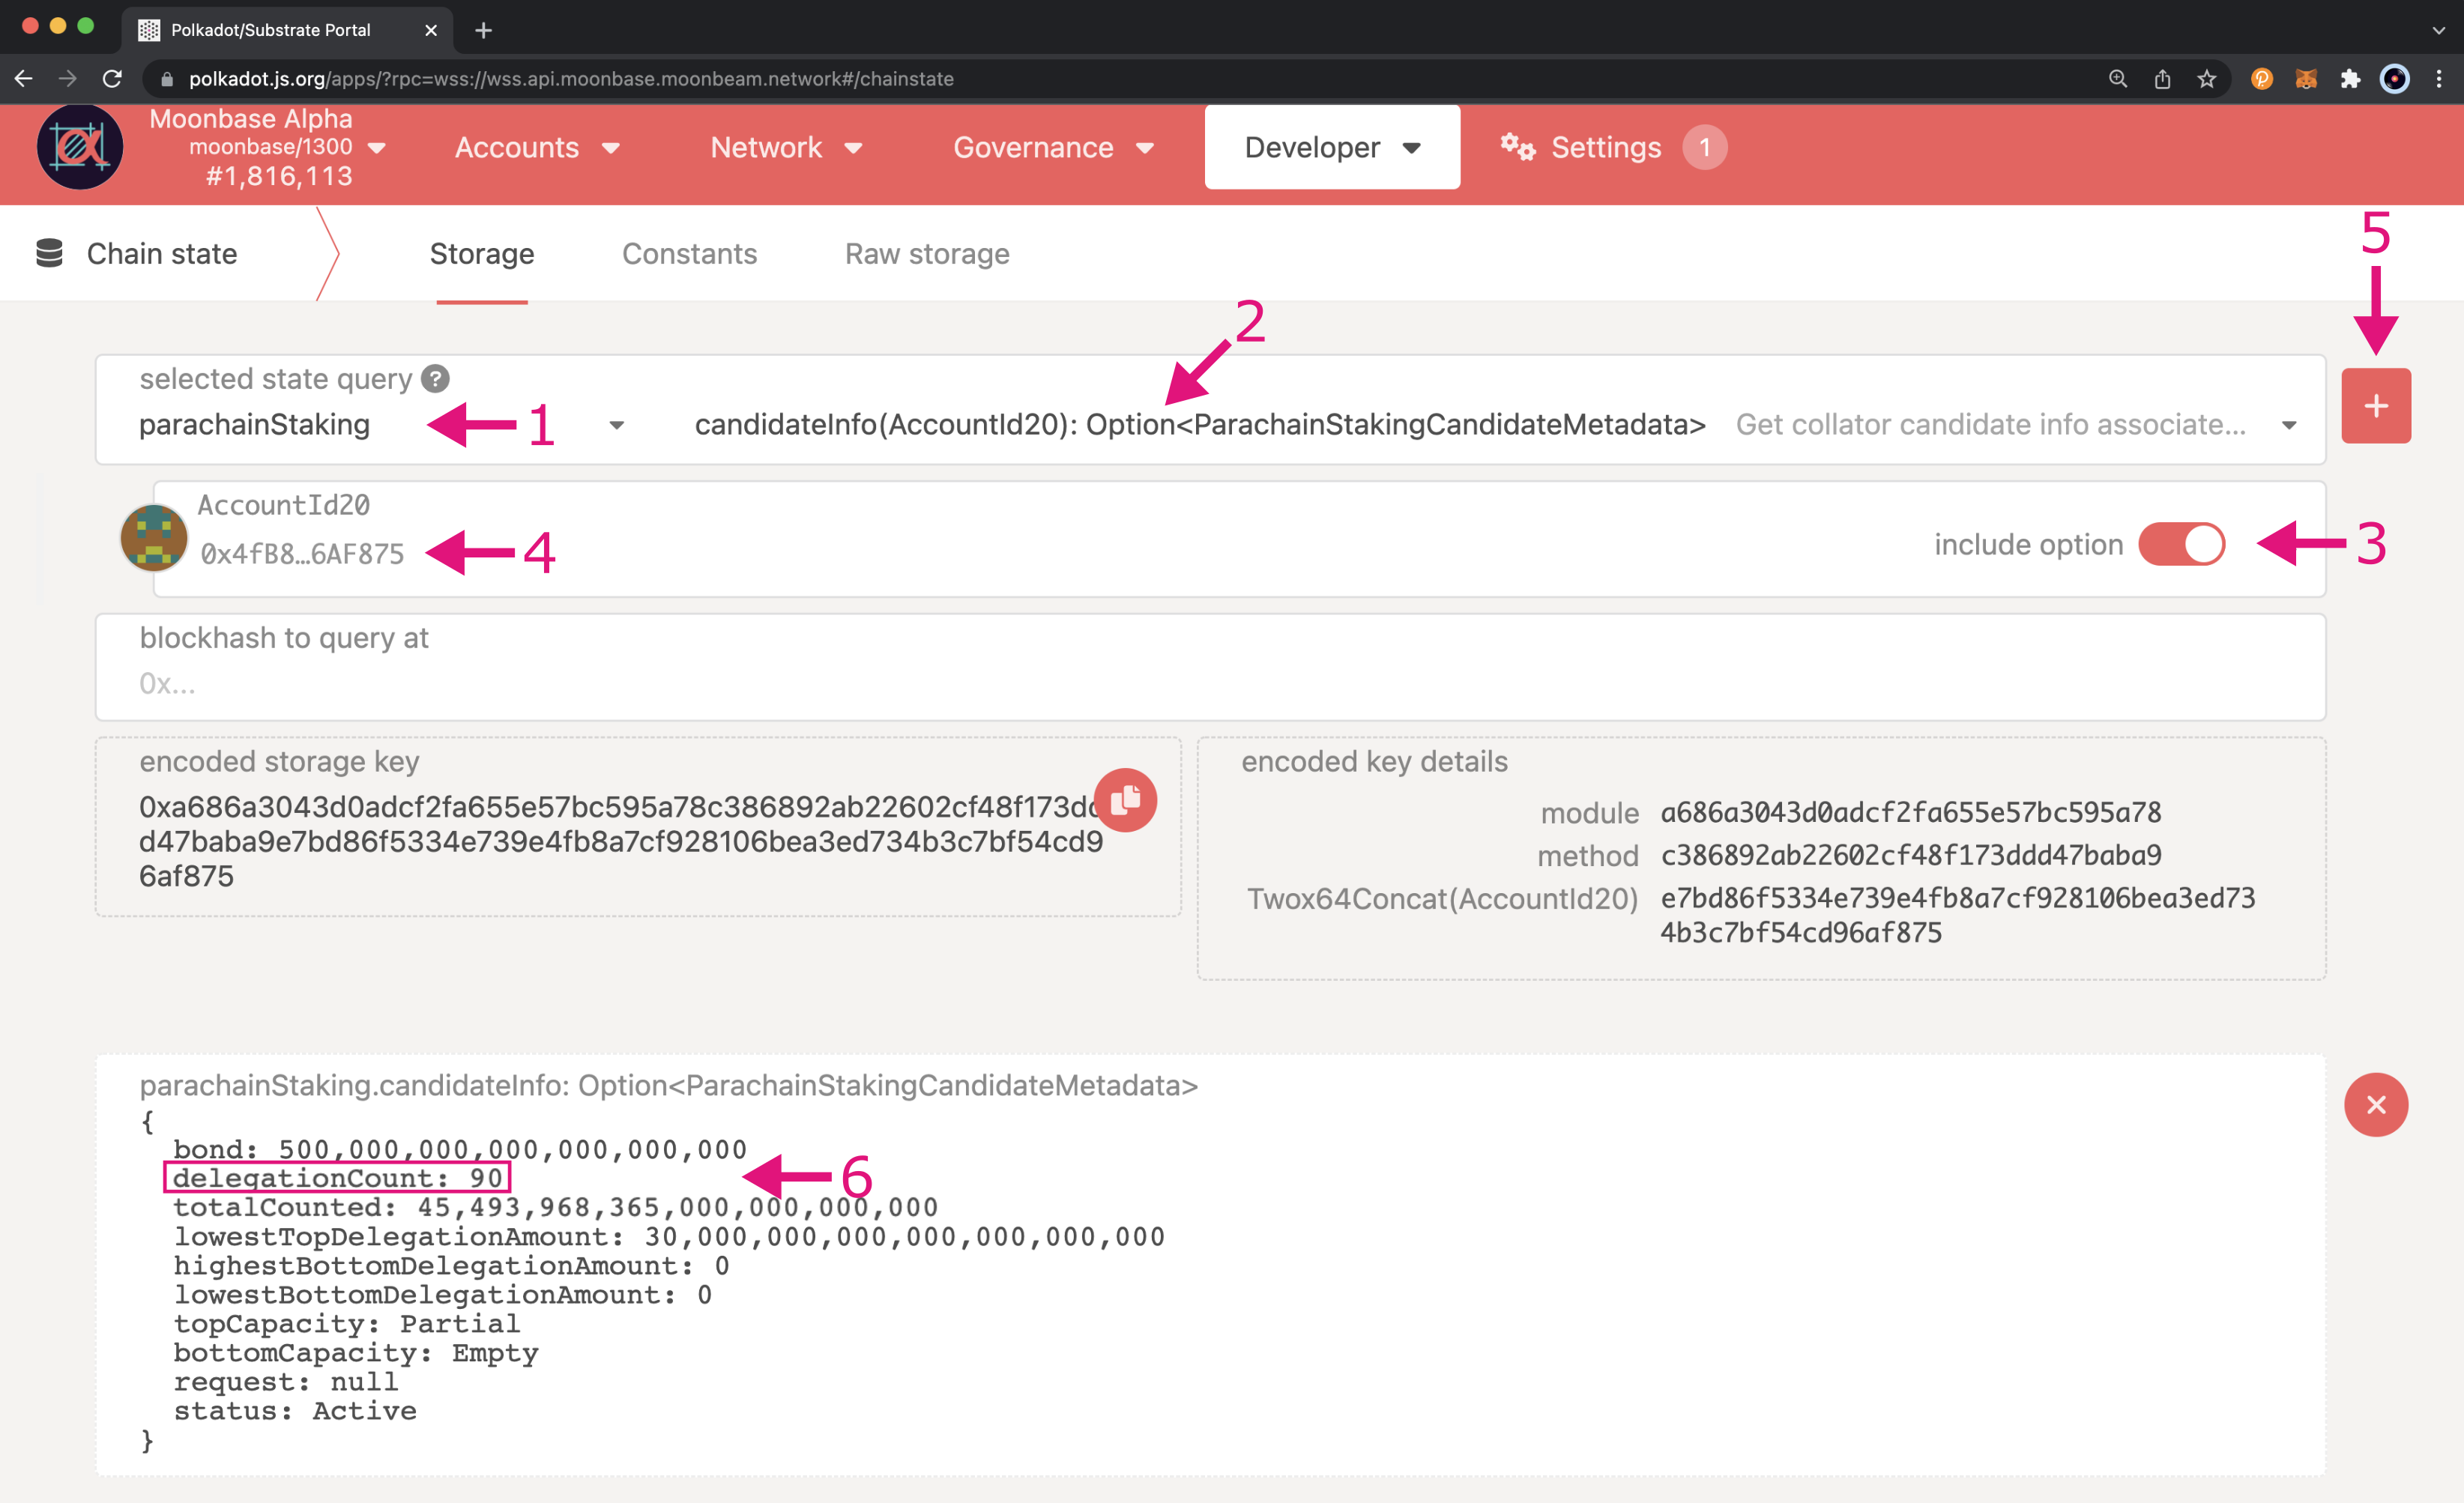 Polkadot/Substrate Portal
polkadot.js.org/apps/?rpc=wss://wss.api.moonbase.moonbeam.network#/chainstate
Moonbase Alpha
moonbase/1300
#1,816,113
Accounts
Network
Governance
Developer
Settings
1
Chain state
Storage
Constants
Raw storage
5
2
selected state query ?
parachainStaking
1
candidateInfo(AccountId20): Option<ParachainStakingCandidateMetadata>
Get collator candidate info associate...
+
AccountId20
0x4fB8…6AF875
4
include option
3
blockhash to query at
0x...
encoded storage key
0xa686a3043d0adcf2fa655e57bc595a78c386892ab22602cf48f173dd
d47baba9e7bd86f5334e739e4fb8a7cf928106bea3ed734b3c7bf54cd9
6af875
encoded key details
module a686a3043d0adcf2fa655e57bc595a78
method c386892ab22602cf48f173ddd47baba9
Twox64Concat(AccountId20) e7bd86f5334e739e4fb8a7cf928106bea3ed73
4b3c7bf54cd96af875
parachainStaking.candidateInfo: Option<ParachainStakingCandidateMetadata>
{
bond: 500,000,000,000,000,000,000
delegationCount: 90
6
totalCounted: 45,493,968,365,000,000,000,000
lowestTopDelegationAmount: 30,000,000,000,000,000,000,000
highestBottomDelegationAmount: 0
lowestBottomDelegationAmount: 0
topCapacity: Partial
bottomCapacity: Empty
request: null
status: Active
}